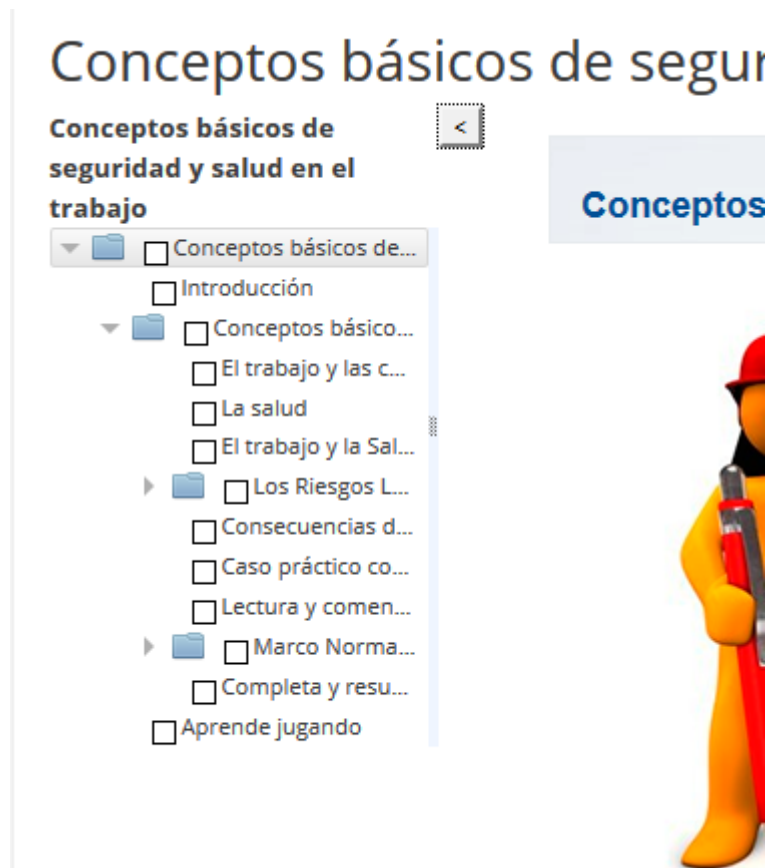 Conceptos básicos de segur
Conceptos básicos de
seguridad y salud en el
trabajo
<
Conceptos
Conceptos básicos de...
Introducción
Conceptos básico...
El trabajo y las c...
La salud
El trabajo y la Sal...
Los Riesgos L...
Consecuencias d...
Caso práctico co...
Lectura y comen...
Marco Norma...
Completa y resu...
Aprende jugando